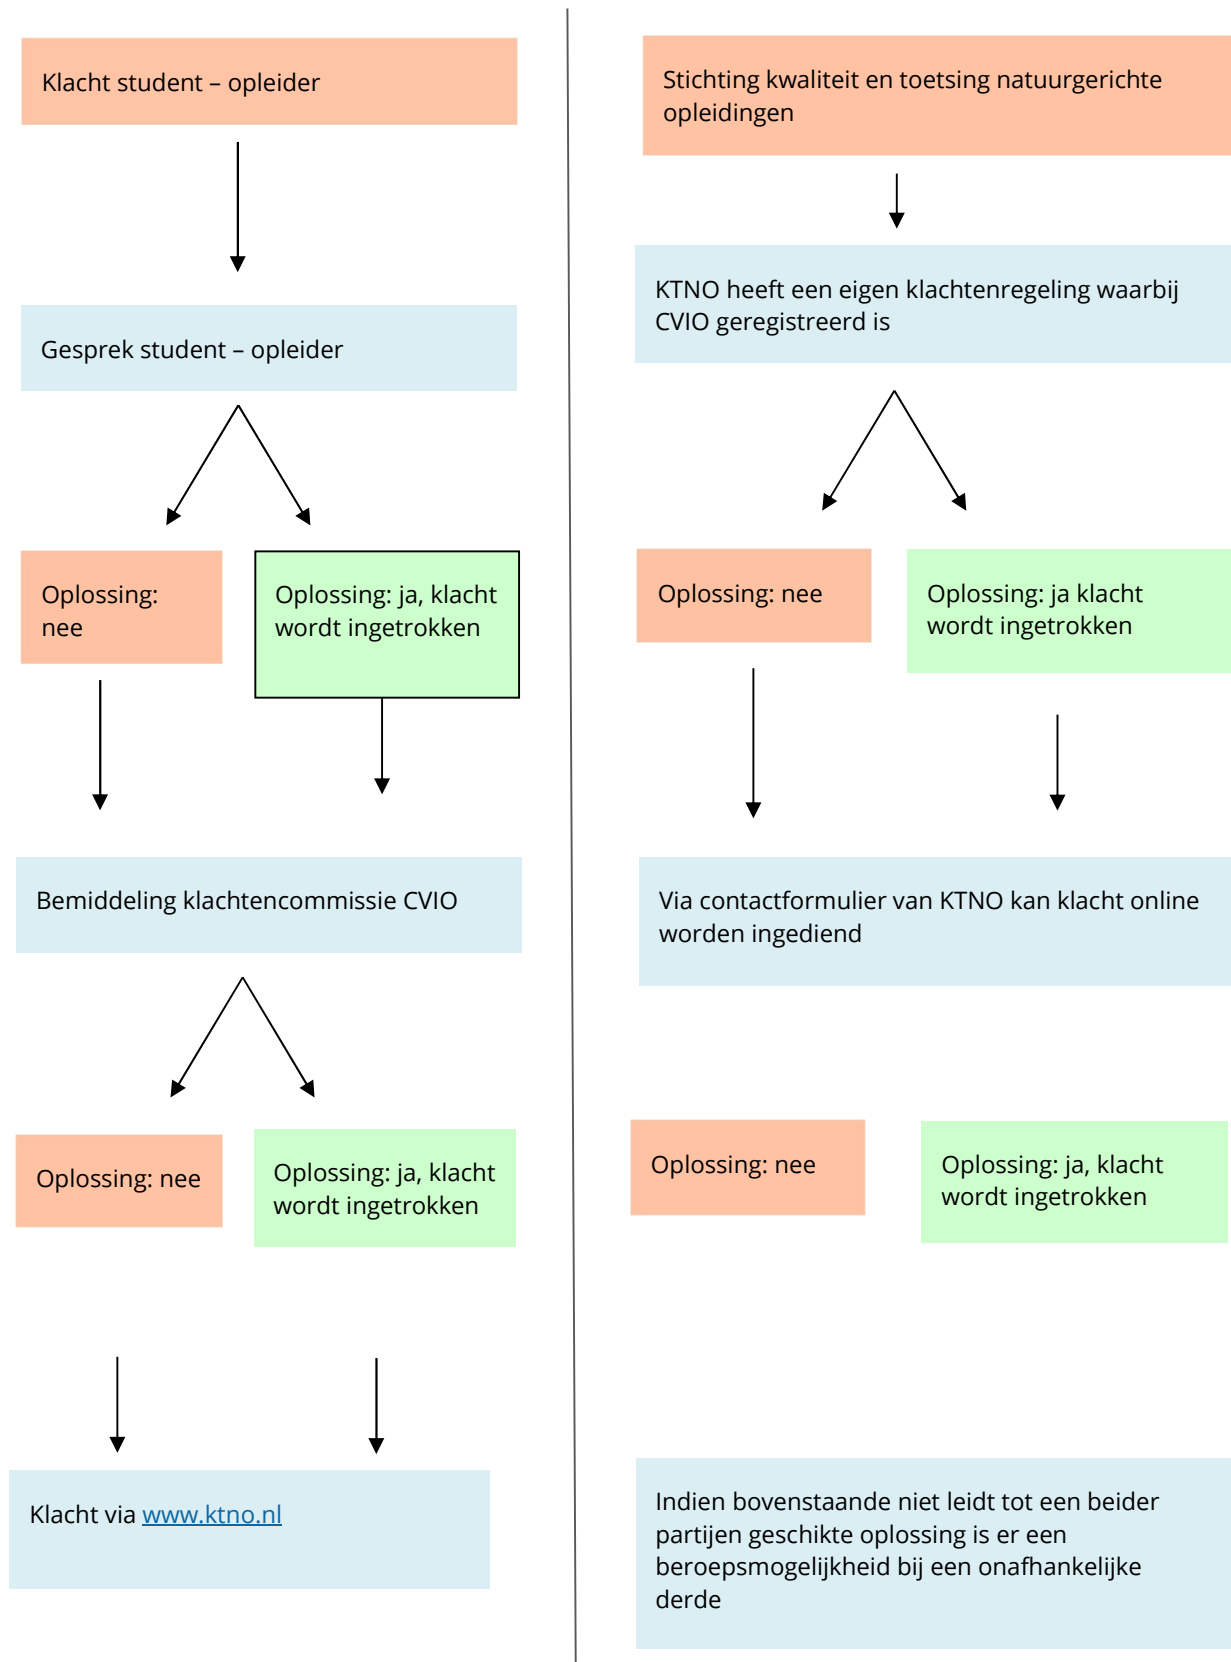 Klacht student – opleider
Gesprek student – opleider
Oplossing:
nee
Oplossing: ja, klacht
wordt ingetrokken
Bemiddeling klachtencommissie CVIO
Oplossing: nee
Oplossing: ja, klacht
wordt ingetrokken
Klacht via www.ktno.nl
Stichting kwaliteit en toetsing natuurgerichte
opleidingen
KTNO heeft een eigen klachtenregeling waarbij
CVIO geregistreerd is
Oplossing: nee
Oplossing: ja klacht
wordt ingetrokken
Via contactformulier van KTNO kan klacht online
worden ingediend
Oplossing: nee
Oplossing: ja, klacht
wordt ingetrokken
Indien bovenstaande niet leidt tot een beider
partijen geschikte oplossing is er een
beroepsmogelijkheid bij een onafhankelijke
derde